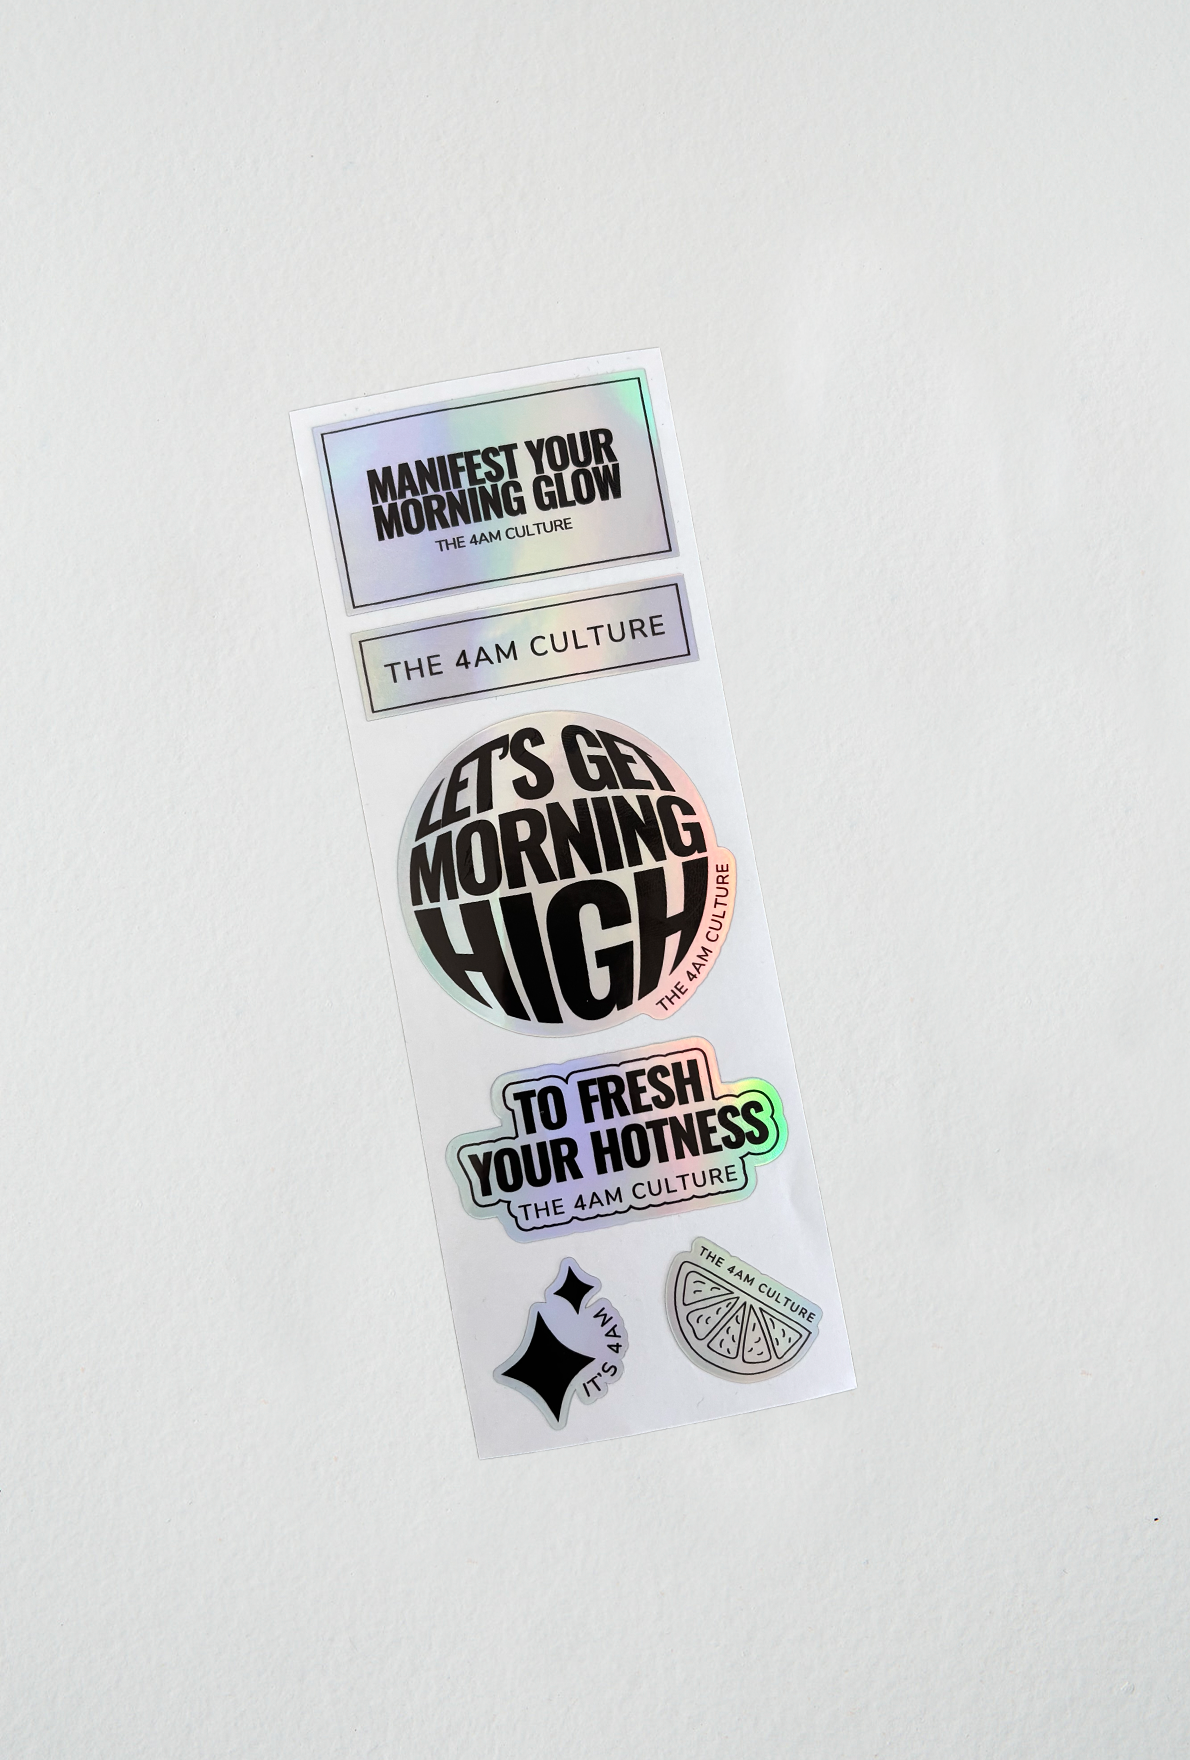 MANIFEST YOUR
MORNING GLOW
THE 4AM CULTURE
THE 4AM CULTURE
LET'S GET
MORNING
HIGH
THE 4AM CULTURE
TO FRESH
YOUR HOTNESS
THE 4AM CULTURE
IT'S 4AM
THE 4AM CULTURE